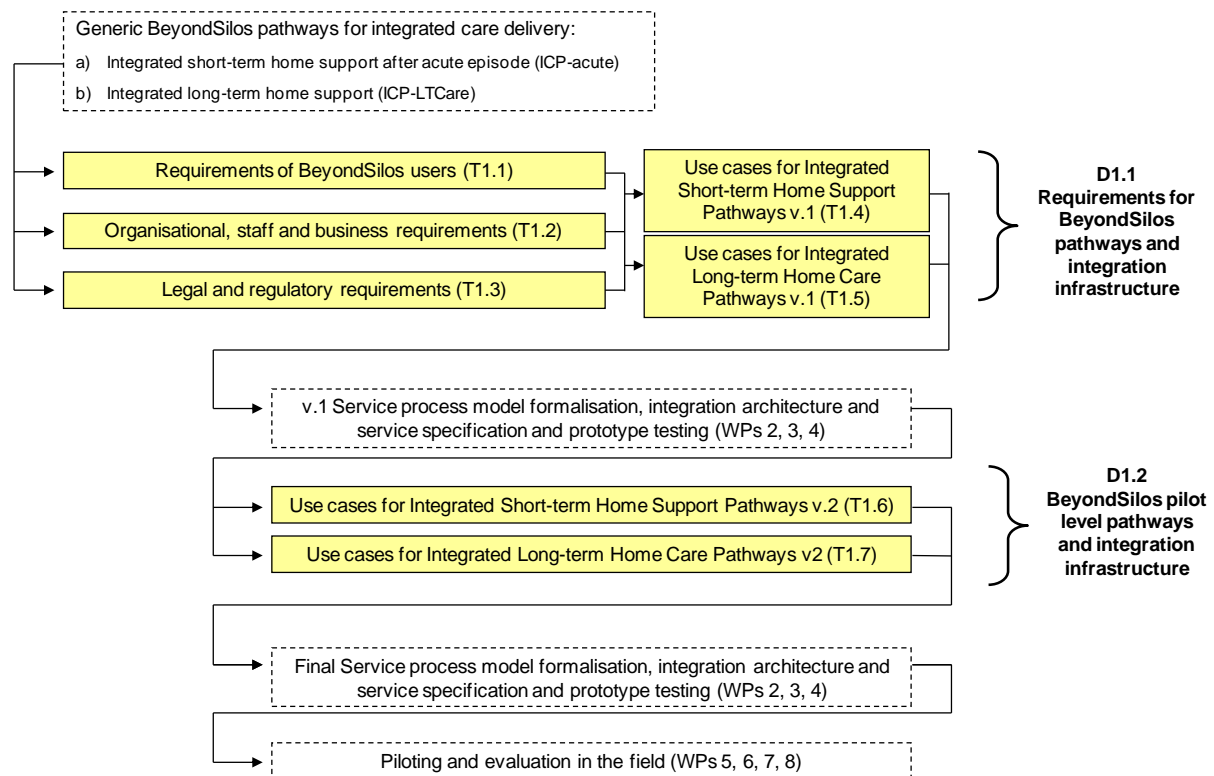 Generic BeyondSilos pathways for integrated care delivery:
a) Integrated short-term home support after acute episode (ICP-acute)
b) Integrated long-term home support (ICP-LTCare)
Requirements of BeyondSilos users (T1.1)
Organisational, staff and business requirements (T1.2)
Legal and regulatory requirements (T1.3)
Use cases for Integrated
Short-term Home Support
Pathways v.1 (T1.4)
Use cases for Integrated
Long-term Home Care
Pathways v.1 (T1.5)
D1.1
Requirements for
BeyondSilos
pathways and
integration
infrastructure
v.1 Service process model formalisation, integration architecture and
service specification and prototype testing (WPs 2, 3, 4)
Use cases for Integrated Short-term Home Support Pathways v.2 (T1.6)
Use cases for Integrated Long-term Home Care Pathways v2 (T1.7)
D1.2
BeyondSilos pilot
level pathways
and integration
infrastructure
Final Service process model formalisation, integration architecture and
service specification and prototype testing (WPs 2, 3, 4)
Piloting and evaluation in the field (WPs 5, 6, 7, 8)